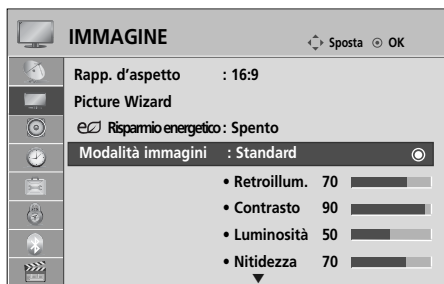 IMMAGINE Sposta OK
Rapp. d'aspetto : 16:9
Picture Wizard
Risparmio energetico : Spento
Modalità immagini : Standard
• Retroillum. 70
• Contrasto 90
• Luminosità 50
• Nitidezza 70